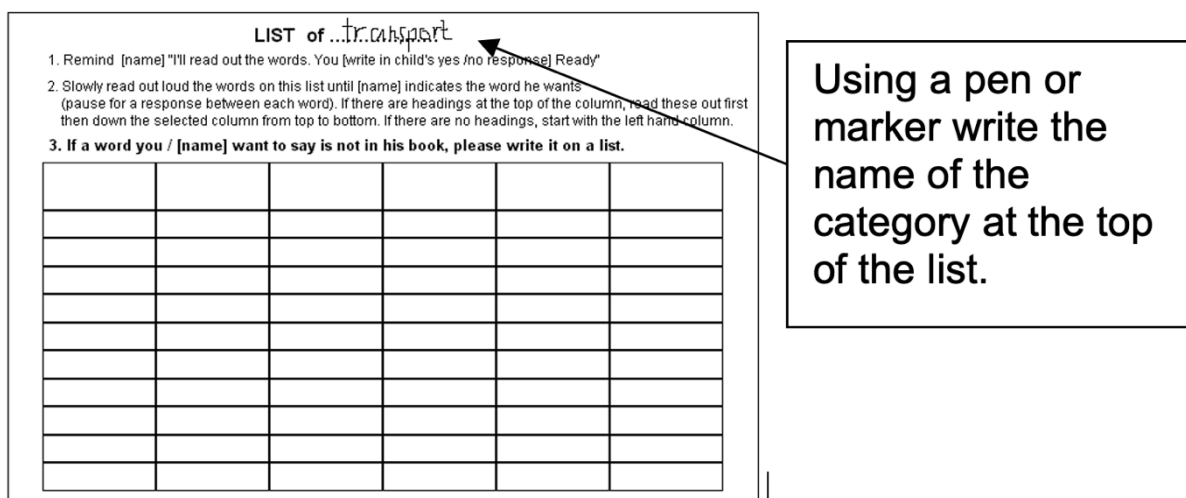 LIST of ...transport
1. Remind [name] "I'll read out the words. You [write in child's yes /no response] Ready"
2. Slowly read out loud the words on this list until [name] indicates the word he wants
(pause for a response between each word). If there are headings at the top of the column, read these out first
then down the selected column from top to bottom. If there are no headings, start with the left hand column.
3. If a word you / [name] want to say is not in his book, please write it on a list.
Using a pen or
marker write the
name of the
category at the top
of the list.